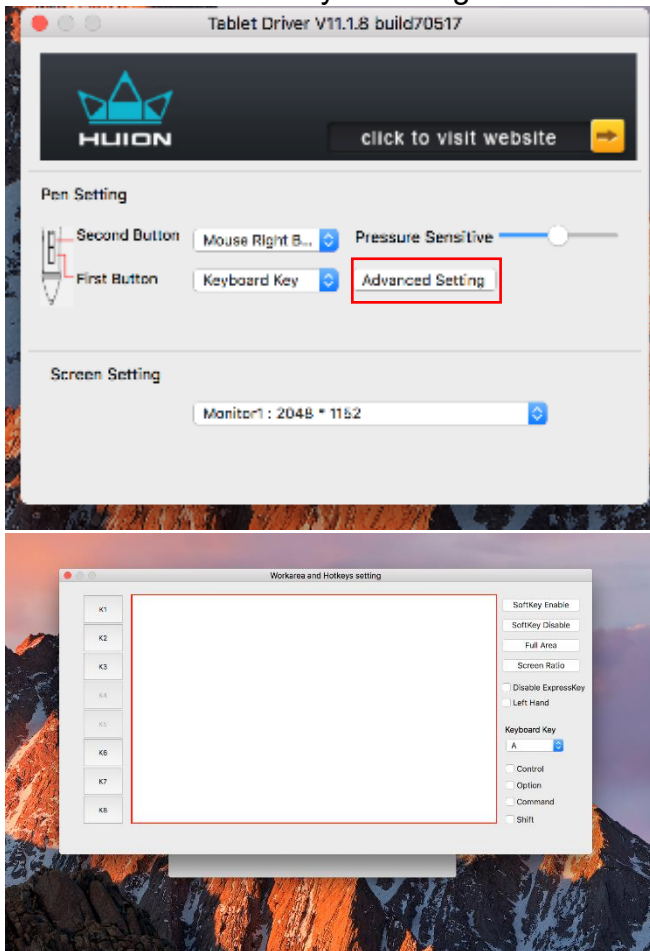 Tablet Driver V11.1.8 build70517
HUION
click to visit website
Pen Setting
Second Button
Mouse Right B...
Pressure Sensitive
First Button
Keyboard Key
Advanced Setting
Screen Setting
Monitor1 : 2048 * 1152
Workarea and Hotkeys setting
K1
K2
K3
K4
K5
K6
K7
K8
SoftKey Enable
SoftKey Disable
Full Area
Screen Ratio
Disable ExpressKey
Left Hand
Keyboard Key
A
Control
Option
Command
Shift